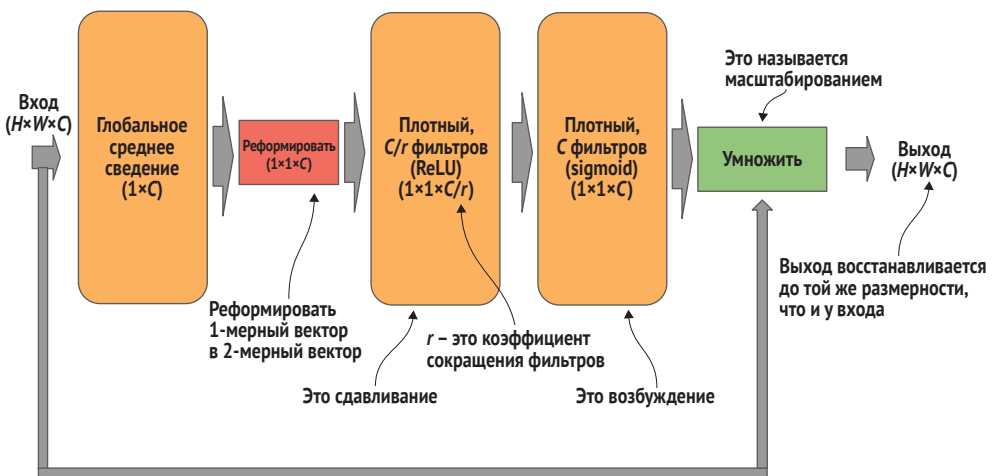 Вход
(H×W×C)
Глобальное
среднее
сведение
(1×C)
Реформировать
(1×1×C)
Плотный,
C/r фильтров
(ReLU)
(1×1×C/r)
Плотный,
C фильтров
(sigmoid)
(1×1×C)
Это называется
масштабированием
Умножить
Выход
(H×W×C)
Реформировать
1-мерный вектор
в 2-мерный вектор
r – это коэффициент
сокращения фильтров
Выход восстанавливается
до той же размерности,
что и у входа
Это сдавливание
Это возбуждение